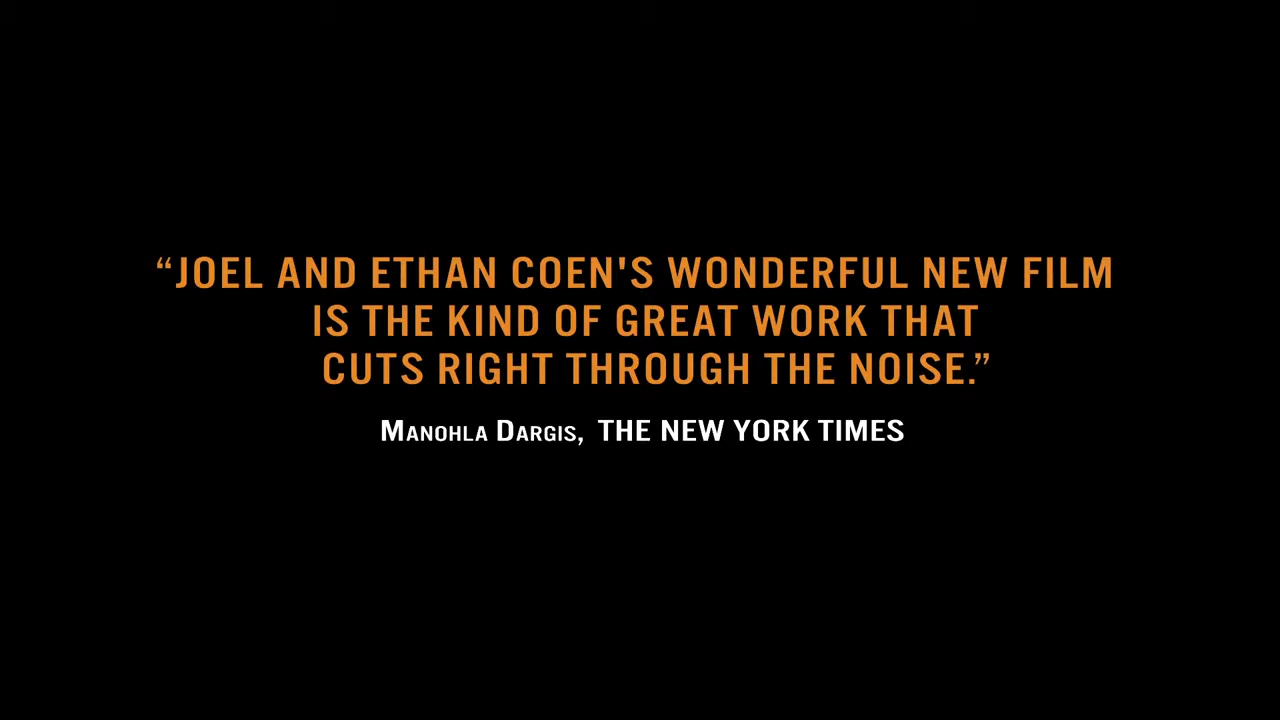 “JOEL AND ETHAN COEN'S WONDERFUL NEW FILM
IS THE KIND OF GREAT WORK THAT
CUTS RIGHT THROUGH THE NOISE.”
MANOHLA DARGIS, THE NEW YORK TIMES